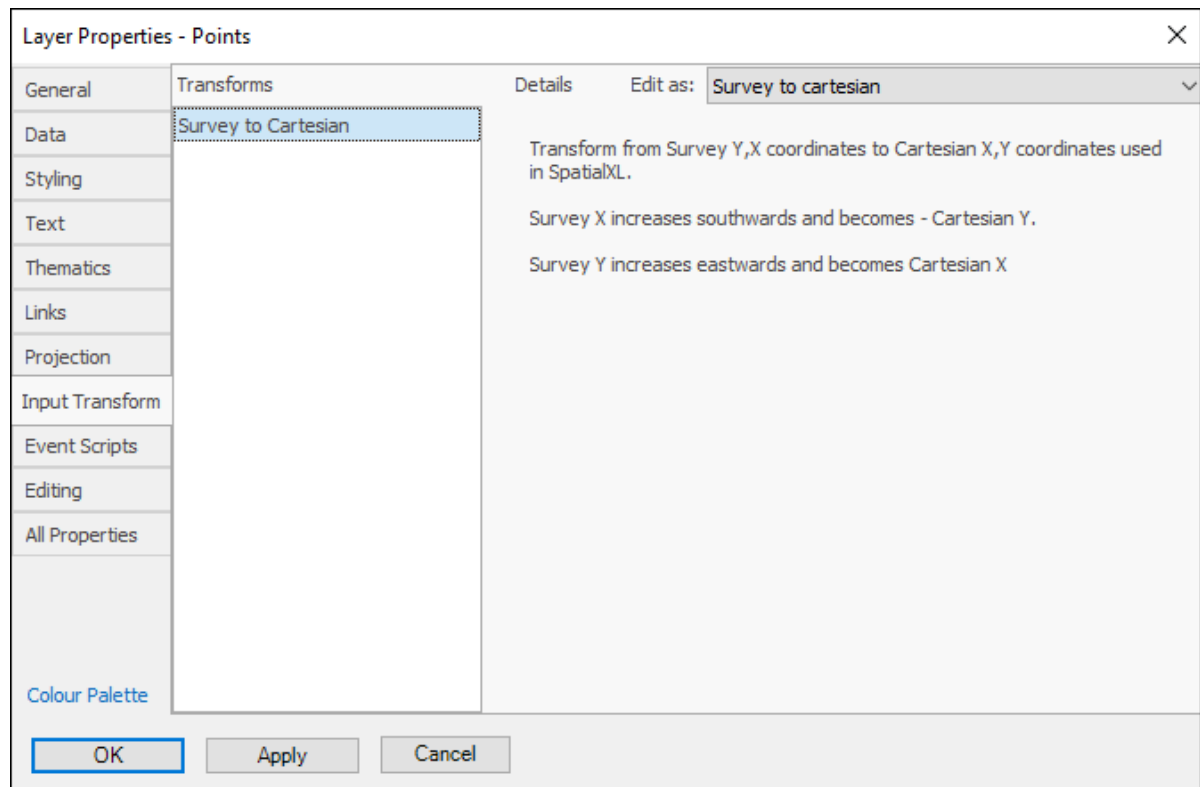 Layer Properties - Points
General
Data
Styling
Text
Thematics
Links
Projection
Input Transform
Event Scripts
Editing
All Properties
Colour Palette
Transforms
Survey to Cartesian
Details
Edit as:
Survey to cartesian
Transform from Survey Y,X coordinates to Cartesian X,Y coordinates used
in SpatialXL.
Survey X increases southwards and becomes - Cartesian Y.
Survey Y increases eastwards and becomes Cartesian X
OK
Apply
Cancel